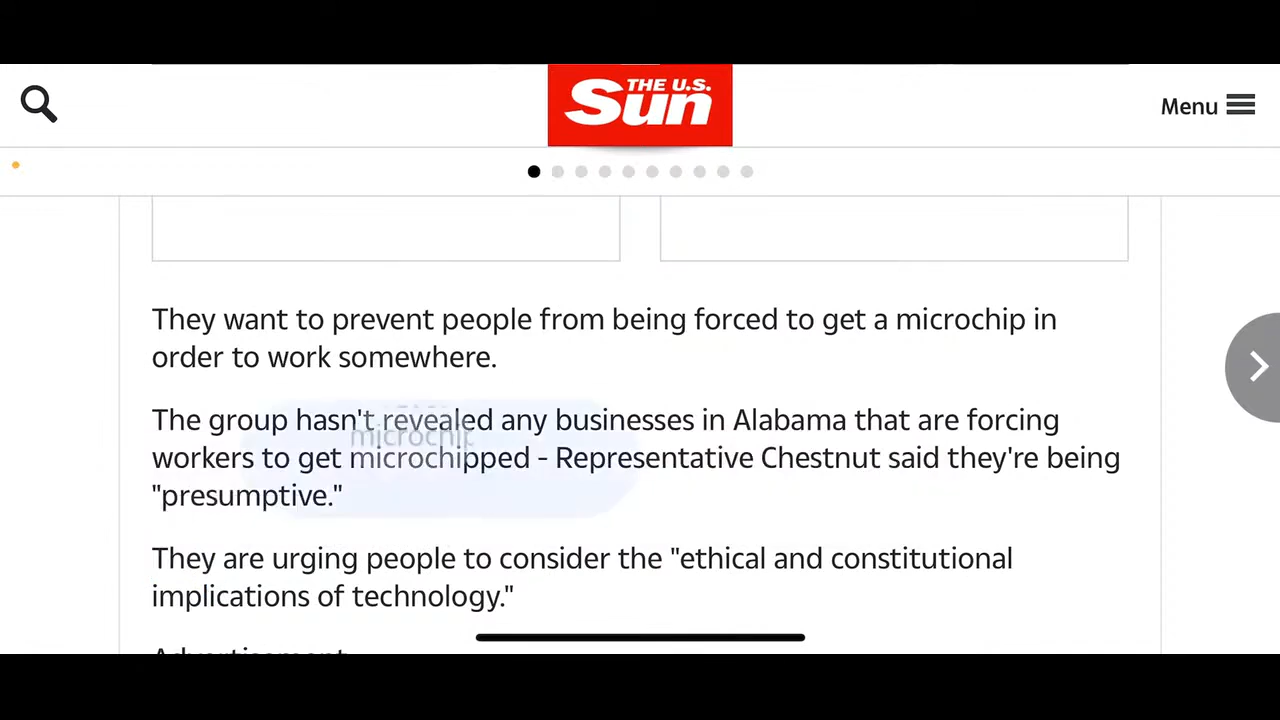 THE U.S.
Sun
Menu
They want to prevent people from being forced to get a microchip in
order to work somewhere.
The group hasn't revealed any businesses in Alabama that are forcing
workers to get microchipped - Representative Chestnut said they're being
"presumptive."
They are urging people to consider the "ethical and constitutional
implications of technology."
Advertisement